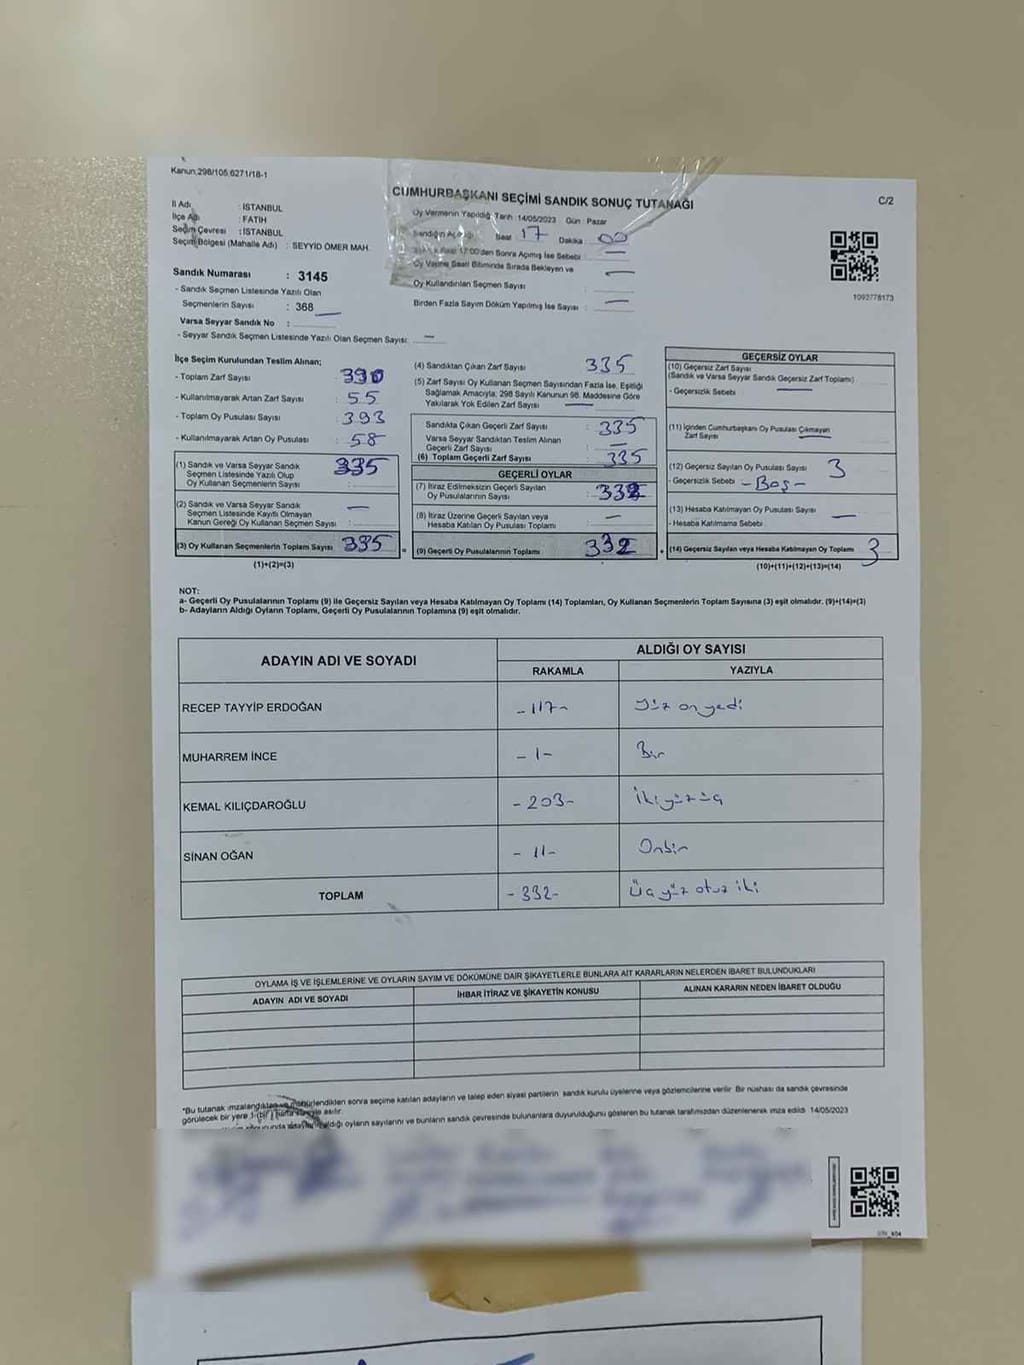 Kanun:298/105,6271/18-1
CUMHURBAŞKANI SEÇİMİ SANDIK SONUÇ TUTANAĞI
C/2
İl Adı : İSTANBUL
İlçe Adı : FATİH
Seçim Çevresi : İSTANBUL
Seçim Bölgesi (Mahalle Adı) : SEYYID ÖMER MAH.
Oy Vermenin Yapıldığı Tarih :14/05/2023 Gün : Pazar
Sandığın Açıldığı Saat 17 Dakika 00
17:00'den Sonra Açılmış İse Sebebi : —
Oy Verme Saati Bitiminde Sırada Bekleyen ve
Oy Kullandırılan Seçmen Sayısı : —
Birden Fazla Sayım Döküm Yapılmış İse Sayısı : —
1092778173
Sandık Numarası : 3145
- Sandık Seçmen Listesinde Yazılı Olan
Seçmenlerin Sayısı : 368
Varsa Seyyar Sandık No : —
- Seyyar Sandık Seçmen Listesinde Yazılı Olan Seçmen Sayısı: —
İlçe Seçim Kurulundan Teslim Alınan;
- Toplam Zarf Sayısı : 390
- Kullanılmayarak Artan Zarf Sayısı : 55
- Toplam Oy Pusulası Sayısı : 393
- Kullanılmayarak Artan Oy Pusulası : 58
(1) Sandık ve Varsa Seyyar Sandık
Seçmen Listesinde Yazılı Olup
Oy Kullanan Seçmenlerin Sayısı : 335
(2) Sandık ve Varsa Seyyar Sandık
Seçmen Listesinde Kayıtlı Olmayan
Kanun Gereği Oy Kullanan Seçmen Sayısı : —
(3) Oy Kullanan Seçmenlerin Toplam Sayısı : 335
(1)+(2)=(3)
(4) Sandıktan Çıkan Zarf Sayısı : 335
(5) Zarf Sayısı Oy Kullanan Seçmen Sayısından Fazla İse, Eşitliği
Sağlamak Amacıyla; 298 Sayılı Kanunun 98. Maddesine Göre
Yakılarak Yok Edilen Zarf Sayısı : —
Sandıkta Çıkan Geçerli Zarf Sayısı : 335
Varsa Seyyar Sandıktan Teslim Alınan
Geçerli Zarf Sayısı : —
(6) Toplam Geçerli Zarf Sayısı : 335
GEÇERLİ OYLAR
(7) İtiraz Edilmeksizin Geçerli Sayılan
Oy Pusulalarının Sayısı : 332
(8) İtiraz Üzerine Geçerli Sayılan veya
Hesaba Katılan Oy Pusulası Toplamı : —
(9) Geçerli Oy Pusulalarının Toplamı : 332
GEÇERSİZ OYLAR
(10) Geçersiz Zarf Sayısı
(Sandık ve Varsa Seyyar Sandık Geçersiz Zarf Toplamı)
- Geçersizlik Sebebi —
(11) İçinden Cumhurbaşkanı Oy Pusulası Çıkmayan
Zarf Sayısı —
(12) Geçersiz Sayılan Oy Pusulası Sayısı : 3
- Geçersizlik Sebebi -Boş-
(13) Hesaba Katılmayan Oy Pusulası Sayısı : —
- Hesaba Katılmama Sebebi
(14) Geçersiz Sayılan veya Hesaba Katılmayan Oy Toplamı : 3
(10)+(11)+(12)+(13)=(14)
NOT:
a- Geçerli Oy Pusulalarının Toplamı (9) ile Geçersiz Sayılan veya Hesaba Katılmayan Oy Toplamı (14) Toplamları, Oy Kullanan Seçmenlerin Toplam Sayısına (3) eşit olmalıdır. (9)+(14)=(3)
b- Adayların Aldığı Oyların Toplamı, Geçerli Oy Pusulalarının Toplamına (9) eşit olmalıdır.
ADAYIN ADI VE SOYADI
ALDIĞI OY SAYISI
RAKAMLA YAZIYLA
RECEP TAYYİP ERDOĞAN -117- Yüz on yedi
MUHARREM İNCE -1- Bir
KEMAL KILIÇDAROĞLU -203- İkiyüzüç
SİNAN OĞAN -11- Onbir
TOPLAM -332- Üçyüz otuz iki
OYLAMA İŞ VE İŞLEMLERİNE VE OYLARIN SAYIM VE DÖKÜMÜNE DAİR ŞİKAYETLERLE BUNLARA AİT KARARLARIN NELERDEN İBARET BULUNDUKLARI
ADAYIN ADI VE SOYADI İHBAR İTİRAZ VE ŞİKAYETİN KONUSU ALINAN KARARIN NEDEN İBARET OLDUĞU
*Bu tutanak imzalandıktan ve mühürlendikten sonra seçime katılan adayların ve talep eden siyasi partilerin sandık kurulu üyelerine veya gözlemcilerine verilir. Bir nüshası da sandık çevresinde
görülecek bir yere 1 (bir) hafta süreyle asılır.
aldığı oyların sayılarını ve bunların sandık çevresinde bulunanlara duyurulduğunu gösteren bu tutanak tarafımızdan düzenlenerek imza edildi. 14/05/2023